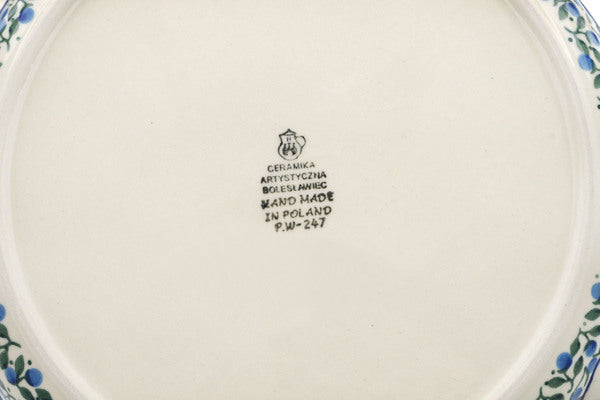 CERAMIKA
ARTYSTYCZNA
BOLESŁAWIEC
HAND MADE
IN POLAND
P.W-247